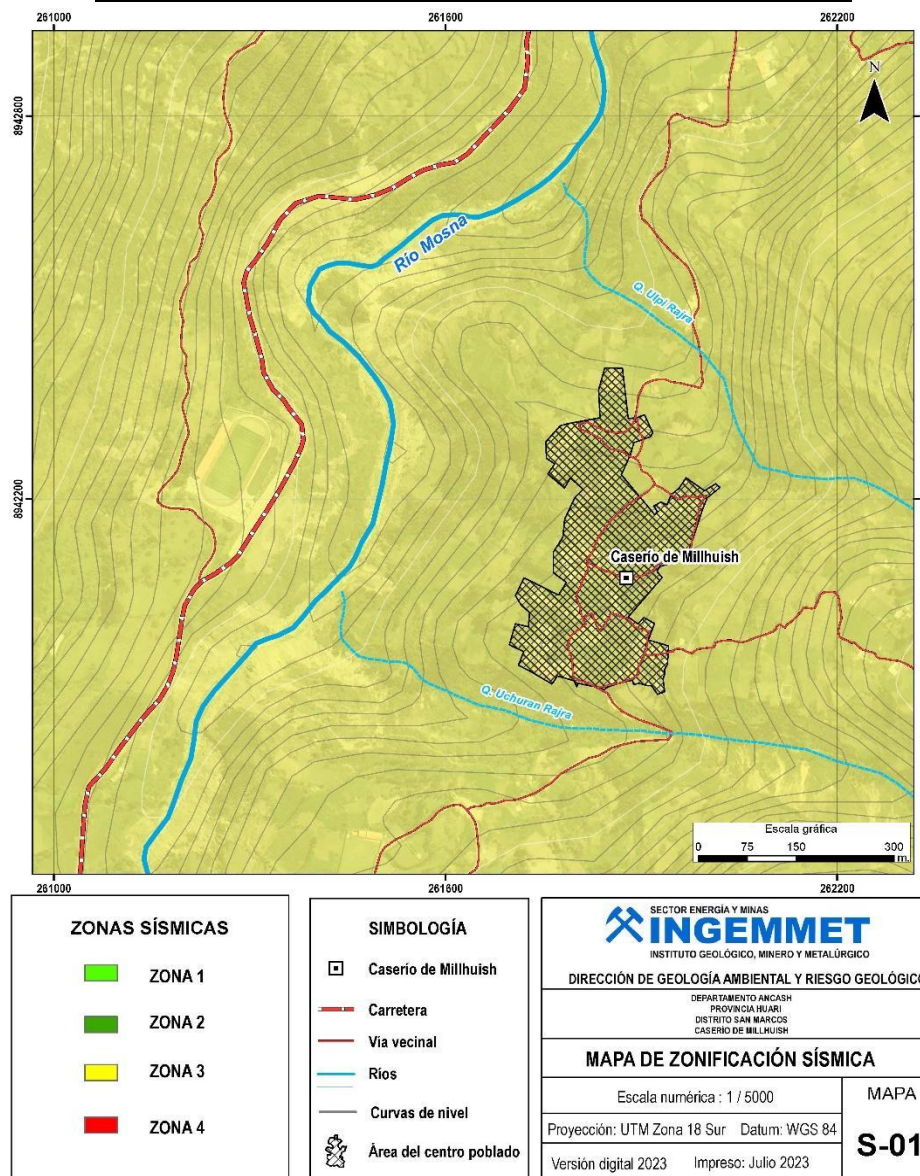 261000
261600
262200
N
8942800
Río Mosna
Q. Ulpi Rajra
8942200
Caserío de Millhuish
Q. Uchuran Rajra
Escala gráfica
0 75 150 300
m.
261000
261600
262200
ZONAS SÍSMICAS
ZONA 1
ZONA 2
ZONA 3
ZONA 4
SIMBOLOGÍA
Caserío de Millhuish
Carretera
Vía vecinal
Ríos
Curvas de nivel
Área del centro poblado
SECTOR ENERGÍA Y MINAS
INGEMMET
INSTITUTO GEOLÓGICO, MINERO Y METALÚRGICO
DIRECCIÓN DE GEOLOGÍA AMBIENTAL Y RIESGO GEOLÓGICO
DEPARTAMENTO ANCASH
PROVINCIA HUARI
DISTRITO SAN MARCOS
CASERÍO DE MILLHUISH
MAPA DE ZONIFICACIÓN SÍSMICA
Escala numérica : 1 / 5000
Proyección: UTM Zona 18 Sur Datum: WGS 84
Versión digital 2023 Impreso: Julio 2023
MAPA
S-01